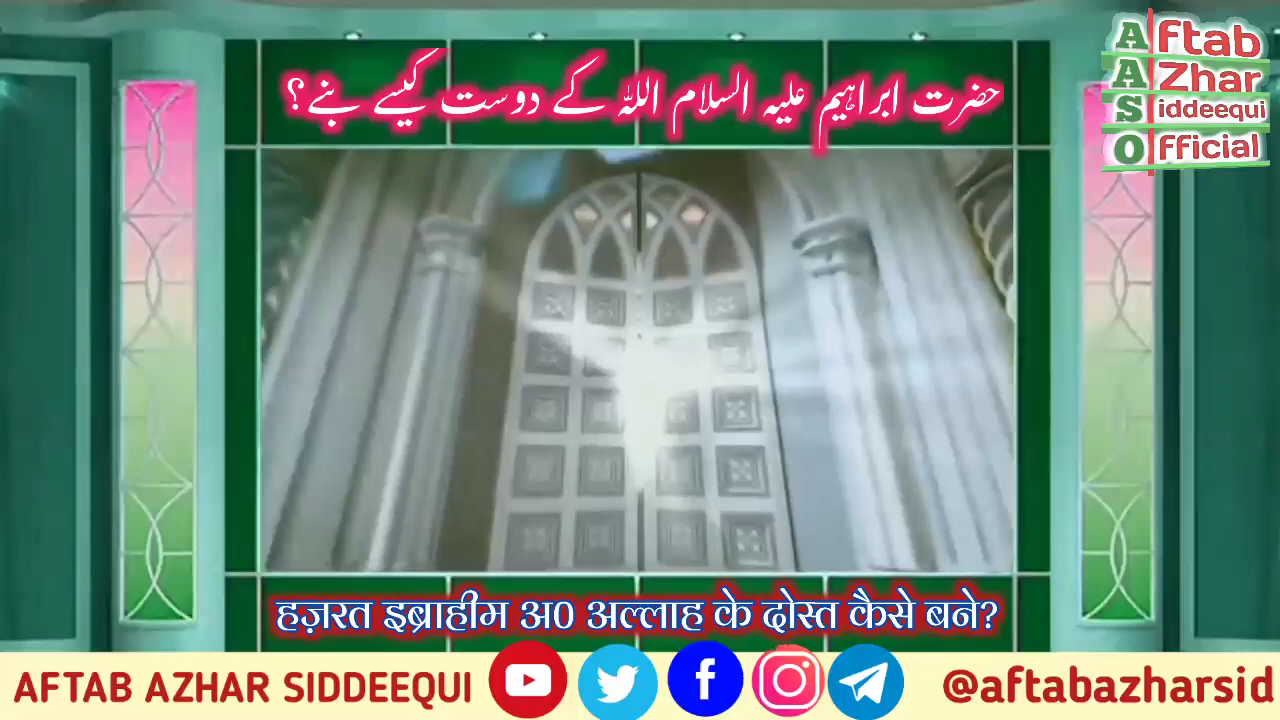 حضرت ابراہیم علیہ السلام اللہ کے دوست کیسے بنے؟
Aftab
AZhar
Siddeequi
Official
हज़रत इब्राहीम अ0 अल्लाह के दोस्त कैसे बने?
AFTAB AZHAR SIDDEEQUI
@aftabazharsid